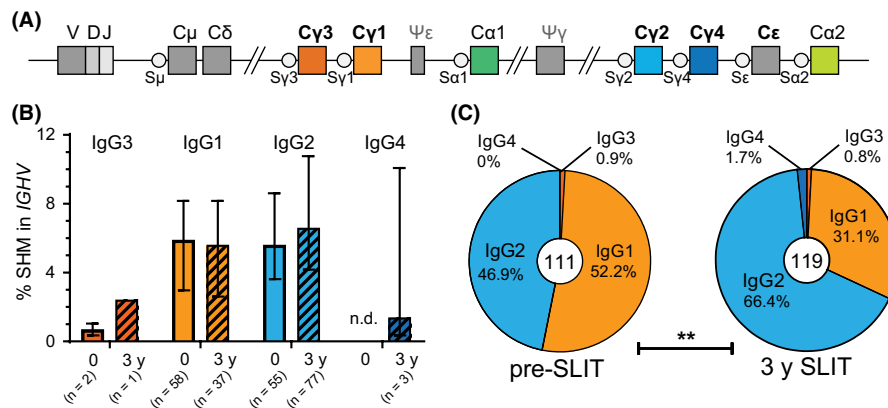 (A)
V D J Cμ Cδ Cγ3 Cγ1 Ψε Cα1 Ψγ Cγ2 Cγ4 Cε Cα2
Sμ Sγ3 Sγ1 Sα1 Sγ2 Sγ4 Sε Sα2
(B)
% SHM in IGHV
12
8
4
0
IgG3 IgG1 IgG2 IgG4
n.d.
0 3 y 0 3 y 0 3 y 0 3 y
(n = 2) (n = 1) (n = 58) (n = 37) (n = 55) (n = 77) (n = 3)
(C)
IgG4
0%
IgG3
0.9%
IgG2
46.9%
111
IgG1
52.2%
pre-SLIT
**
IgG4
1.7%
IgG3
0.8%
IgG1
31.1%
119
IgG2
66.4%
3 y SLIT